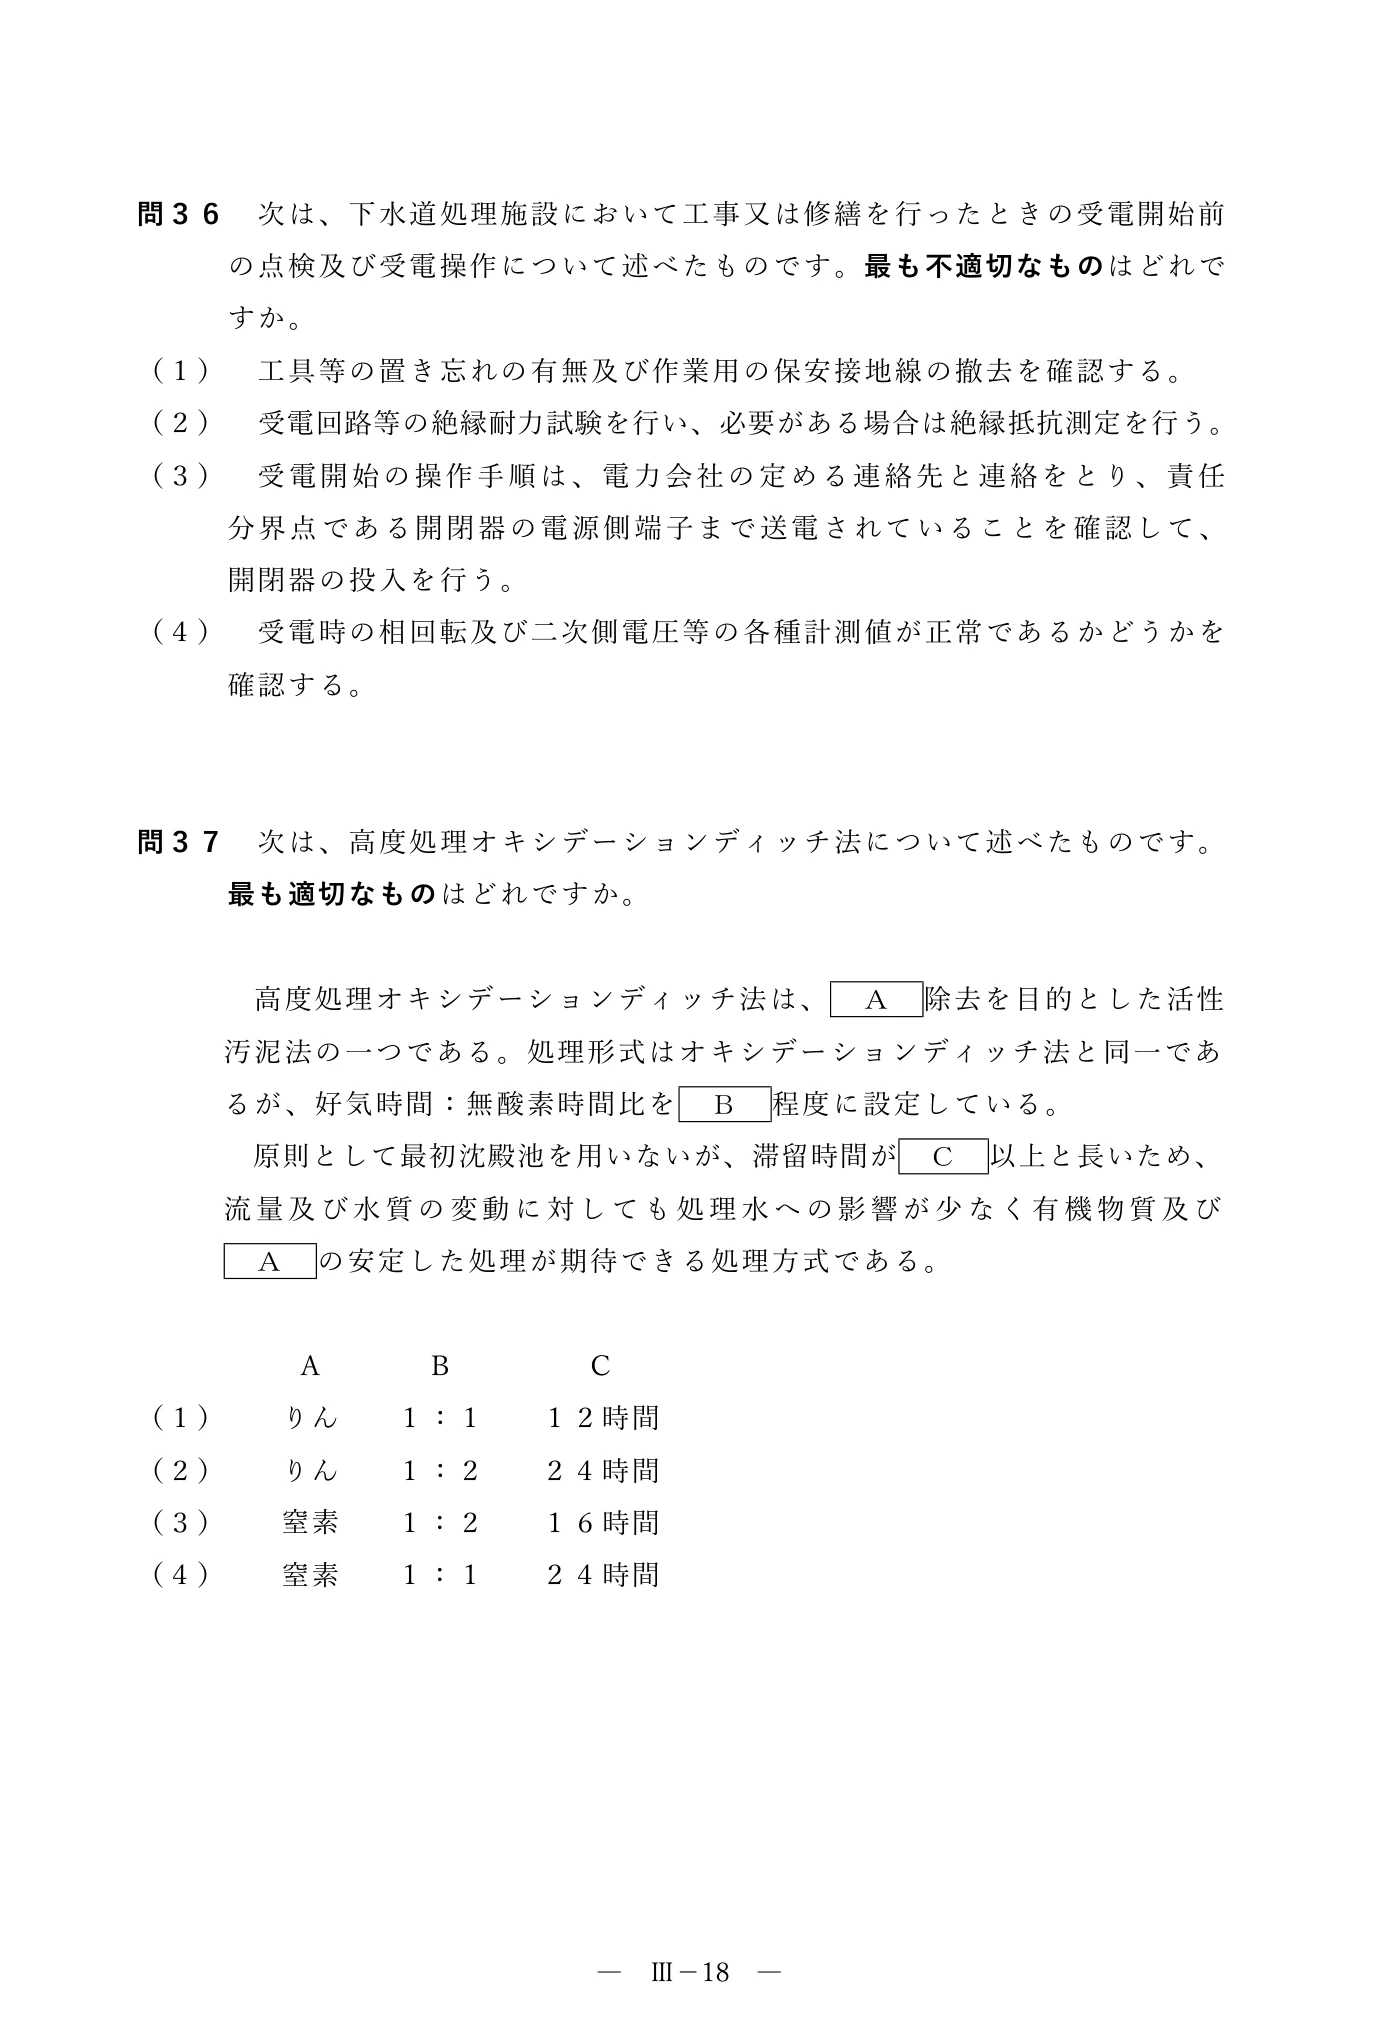 問３６　次は、下水道処理施設において工事又は修繕を行ったときの受電開始前
の点検及び受電操作について述べたものです。最も不適切なものはどれで
すか。
（１）　工具等の置き忘れの有無及び作業用の保安接地線の撤去を確認する。
（２）　受電回路等の絶縁耐力試験を行い、必要がある場合は絶縁抵抗測定を行う。
（３）　受電開始の操作手順は、電力会社の定める連絡先と連絡をとり、責任
分界点である開閉器の電源側端子まで送電されていることを確認して、
開閉器の投入を行う。
（４）　受電時の相回転及び二次側電圧等の各種計測値が正常であるかどうかを
確認する。
問３７　次は、高度処理オキシデーションディッチ法について述べたものです。
最も適切なものはどれですか。
高度処理オキシデーションディッチ法は、 A 除去を目的とした活性
汚泥法の一つである。処理形式はオキシデーションディッチ法と同一であ
るが、好気時間：無酸素時間比を B 程度に設定している。
原則として最初沈殿池を用いないが、滞留時間が C 以上と長いため、
流量及び水質の変動に対しても処理水への影響が少なく有機物質及び
A の安定した処理が期待できる処理方式である。
A　B　C
（１）　りん　１：１　１２時間
（２）　りん　１：２　２４時間
（３）　窒素　１：２　１６時間
（４）　窒素　１：１　２４時間
―　Ⅲ－18　―